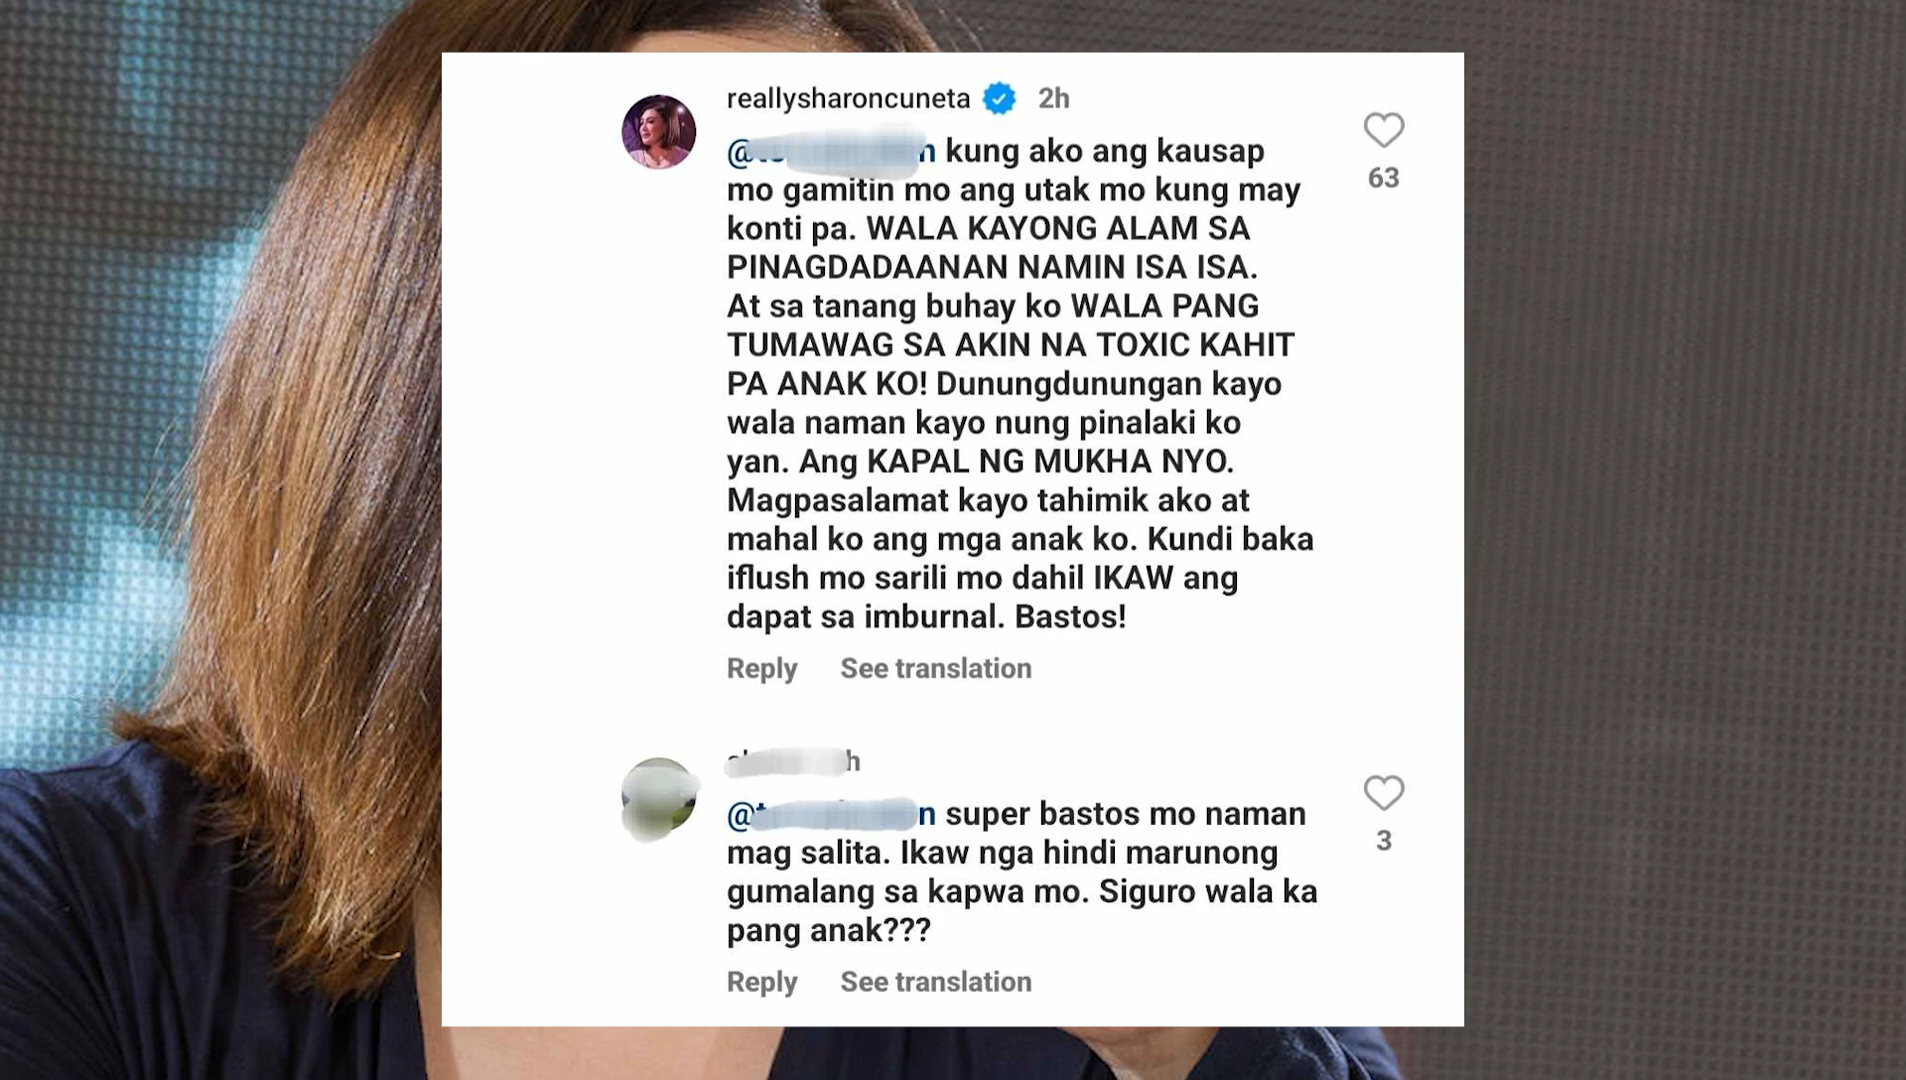 reallysharoncuneta 2h
kung ako ang kausap
63
mo gamitin mo ang utak mo kung may
konti pa. WALA KAYONG ALAM SA
PINAGDADAANAN NAMIN ISA ISA.
At sa tanang buhay ko WALA PANG
TUMAWAG SA AKIN NA TOXIC KAHIT
PA ANAK KO! Dunungdunungan kayo
wala naman kayo nung pinalaki ko
yan. Ang KAPAL NG MUKHA NYO.
Magpasalamat kayo tahimik ako at
mahal ko ang mga anak ko. Kundi baka
iflush mo sarili mo dahil IKAW ang
dapat sa imburnal. Bastos!
Reply See translation
super bastos mo naman
3
mag salita. Ikaw nga hindi marunong
gumalang sa kapwa mo. Siguro wala ka
pang anak???
Reply See translation